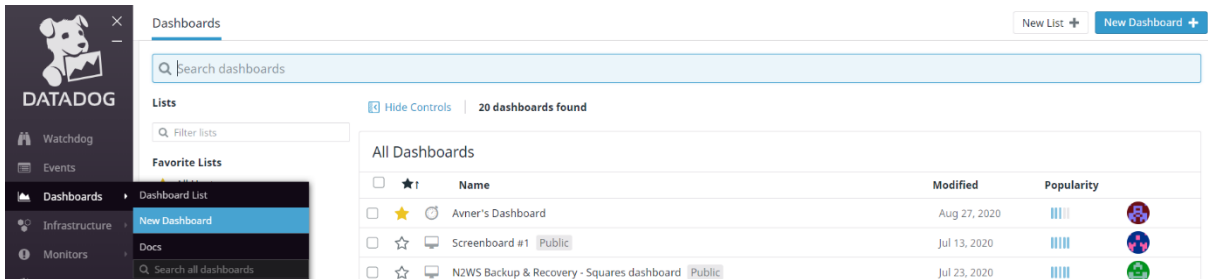 Dashboards
New List +
New Dashboard +
Search dashboards
DATADOG
Lists
Hide Controls
20 dashboards found
Filter lists
Watchdog
All Dashboards
Favorite Lists
Events
Name
Modified
Popularity
Dashboards
Dashboard List
New Dashboard
Avner's Dashboard
Aug 27, 2020
Infrastructure
Docs
Screenboard #1 Public
Jul 13, 2020
Monitors
Search all dashboards
N2WS Backup & Recovery - Squares dashboard Public
Jul 23, 2020